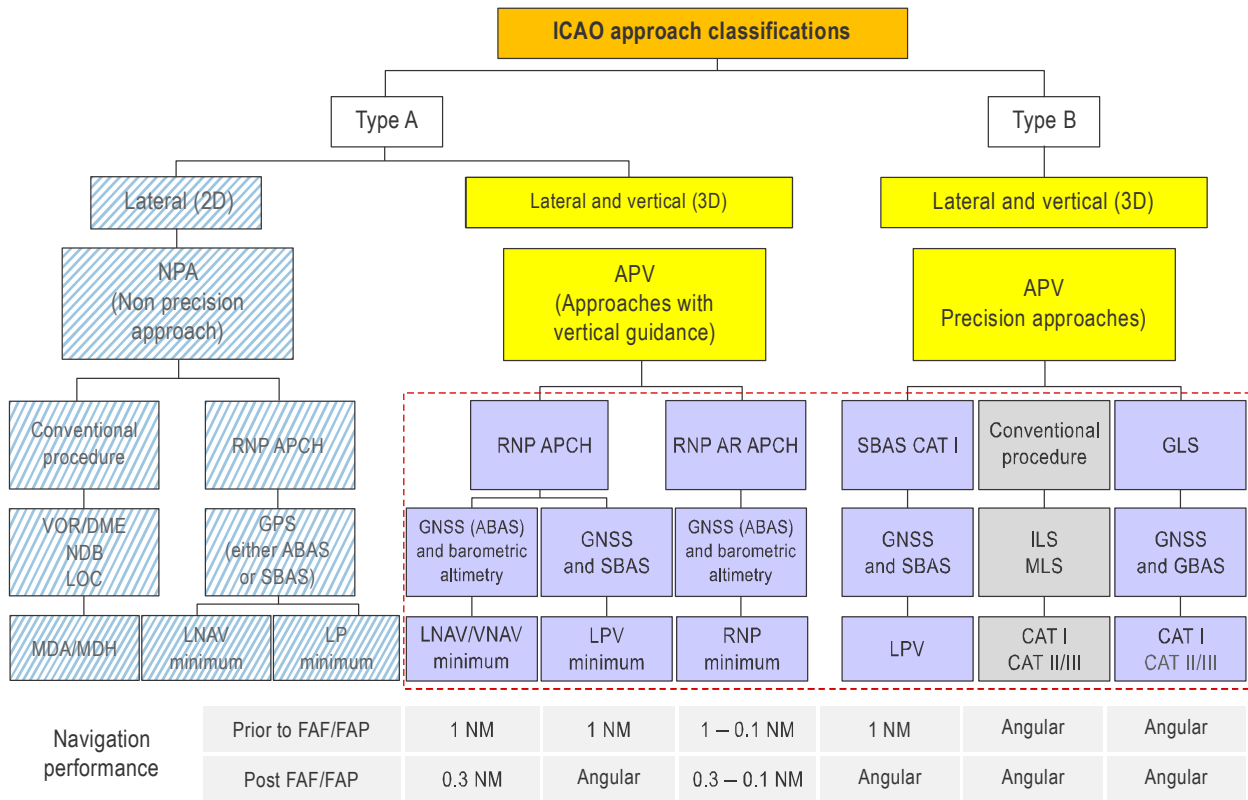 ICAO approach classifications
Type A
Type B
Lateral (2D)
Lateral and vertical (3D)
Lateral and vertical (3D)
NPA
(Non precision
approach)
APV
(Approaches with
vertical guidance)
APV
Precision approaches)
Conventional
procedure
RNP APCH
RNP APCH
RNP AR APCH
SBAS CAT I
Conventional
procedure
GLS
VOR/DME
NDB
LOC
GPS
(either ABAS
or SBAS)
GNSS (ABAS)
and barometric
altimetry
GNSS
and SBAS
GNSS (ABAS)
and barometric
altimetry
GNSS
and SBAS
ILS
MLS
GNSS
and GBAS
MDA/MDH
LNAV
minimum
LP
minimum
LNAV/VNAV
minimum
LPV
minimum
RNP
minimum
LPV
CAT I
CAT II/III
CAT I
CAT II/III
Navigation
performance
Prior to FAF/FAP
1 NM
1 NM
1 – 0.1 NM
1 NM
Angular
Angular
Post FAF/FAP
0.3 NM
Angular
0.3 – 0.1 NM
Angular
Angular
Angular